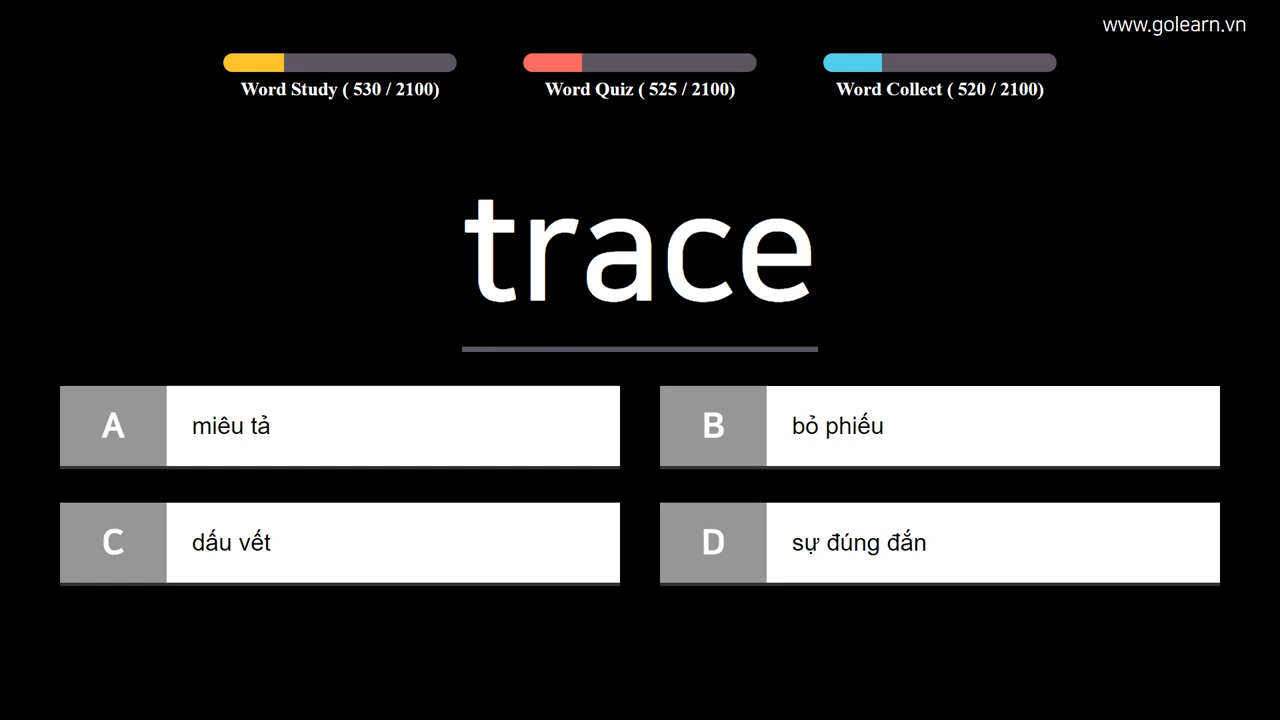 www.golearn.vn
Word Study ( 530 / 2100)
Word Quiz ( 525 / 2100)
Word Collect ( 520 / 2100)
trace
A miêu tả
B bỏ phiếu
C dấu vết
D sự đúng đắn